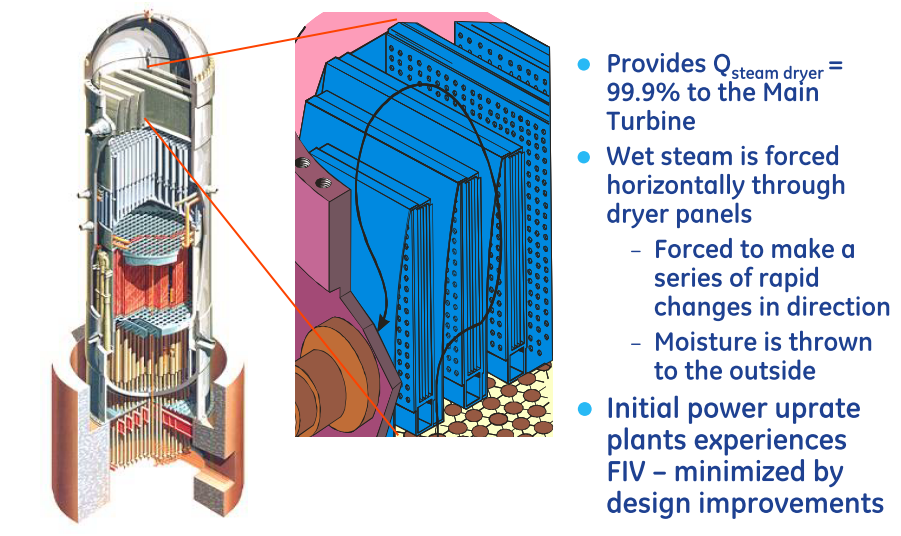 Provides Qsteam dryer =
99.9% to the Main
Turbine
Wet steam is forced
horizontally through
dryer panels
– Forced to make a
series of rapid
changes in direction
– Moisture is thrown
to the outside
Initial power uprate
plants experiences
FIV – minimized by
design improvements